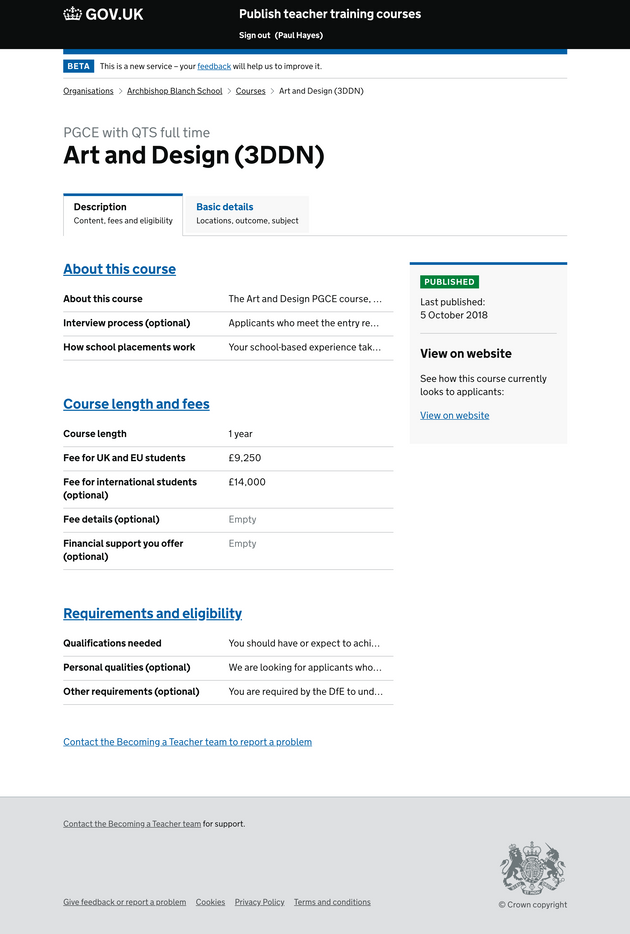 GOV.UK
Publish teacher training courses
Sign out (Paul Hayes)
BETA This is a new service – your feedback will help us to improve it.
Organisations > Archbishop Blanch School > Courses > Art and Design (3DDN)
PGCE with QTS full time
Art and Design (3DDN)
Description
Content, fees and eligibility
Basic details
Locations, outcome, subject
About this course
About this course The Art and Design PGCE course, …
Interview process (optional) Applicants who meet the entry re…
How school placements work Your school-based experience tak…
Course length and fees
Course length 1 year
Fee for UK and EU students £9,250
Fee for international students £14,000
(optional)
Fee details (optional) Empty
Financial support you offer Empty
(optional)
Requirements and eligibility
Qualifications needed You should have or expect to achi…
Personal qualities (optional) We are looking for applicants who…
Other requirements (optional) You are required by the DfE to und…
PUBLISHED
Last published:
5 October 2018
View on website
See how this course currently
looks to applicants:
View on website
Contact the Becoming a Teacher team to report a problem
Contact the Becoming a Teacher team for support.
Give feedback or report a problem Cookies Privacy Policy Terms and conditions
© Crown copyright